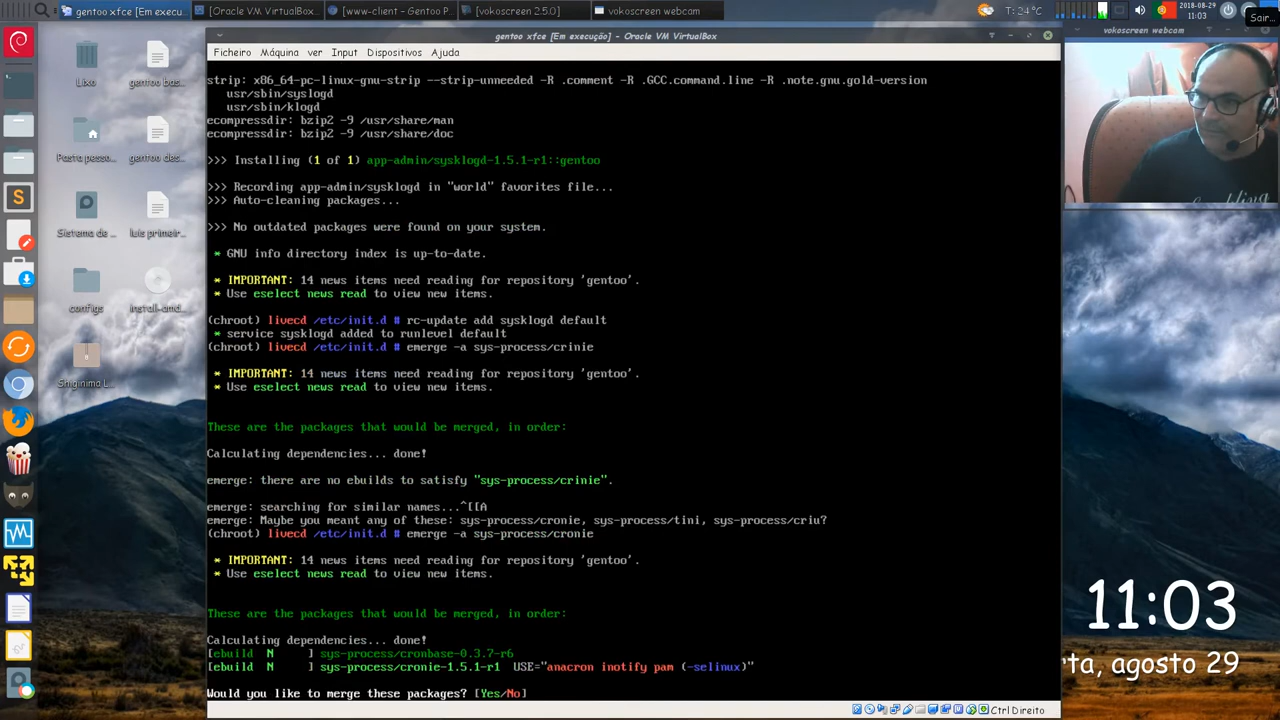 gentoo xfce [Em execu...
[Oracle VM VirtualBox]
[www-client – Gentoo P...
[vokoscreen 2.5.0]
vokoscreen webcam
T: 24°C
2018-08-29
11:03
Sair...
gentoo xfce [Em execução] - Oracle VM VirtualBox
vokoscreen webcam
Ficheiro Máquina ver Input Dispositivos Ajuda
Lixo
gentoo bas...
Pasta pesso...
gentoo des...
Sistema de ...
luis primeir...
configs
install-amd...
Shiginima L...
strip: x86_64-pc-linux-gnu-strip --strip-unneeded -R .comment -R .GCC.command.line -R .note.gnu.gold-version
usr/sbin/syslogd
usr/sbin/klogd
ecompressdir: bzip2 -9 /usr/share/man
ecompressdir: bzip2 -9 /usr/share/doc
>>> Installing (1 of 1) app-admin/sysklogd-1.5.1-r1::gentoo
>>> Recording app-admin/sysklogd in "world" favorites file...
>>> Auto-cleaning packages...
>>> No outdated packages were found on your system.
* GNU info directory index is up-to-date.
* IMPORTANT: 14 news items need reading for repository 'gentoo'.
* Use eselect news read to view new items.
(chroot) livecd /etc/init.d # rc-update add sysklogd default
* service sysklogd added to runlevel default
(chroot) livecd /etc/init.d # emerge -a sys-process/crinie
* IMPORTANT: 14 news items need reading for repository 'gentoo'.
* Use eselect news read to view new items.
These are the packages that would be merged, in order:
Calculating dependencies... done!
emerge: there are no ebuilds to satisfy "sys-process/crinie".
emerge: searching for similar names...^[[A
emerge: Maybe you meant any of these: sys-process/cronie, sys-process/tini, sys-process/criu?
(chroot) livecd /etc/init.d # emerge -a sys-process/cronie
* IMPORTANT: 14 news items need reading for repository 'gentoo'.
* Use eselect news read to view new items.
These are the packages that would be merged, in order:
Calculating dependencies... done!
[ebuild N ] sys-process/cronbase-0.3.7-r6
[ebuild N ] sys-process/cronie-1.5.1-r1 USE="anacron inotify pam (-selinux)"
Would you like to merge these packages? [Yes/No]
Ctrl Direito
11:03
rta, agosto 29